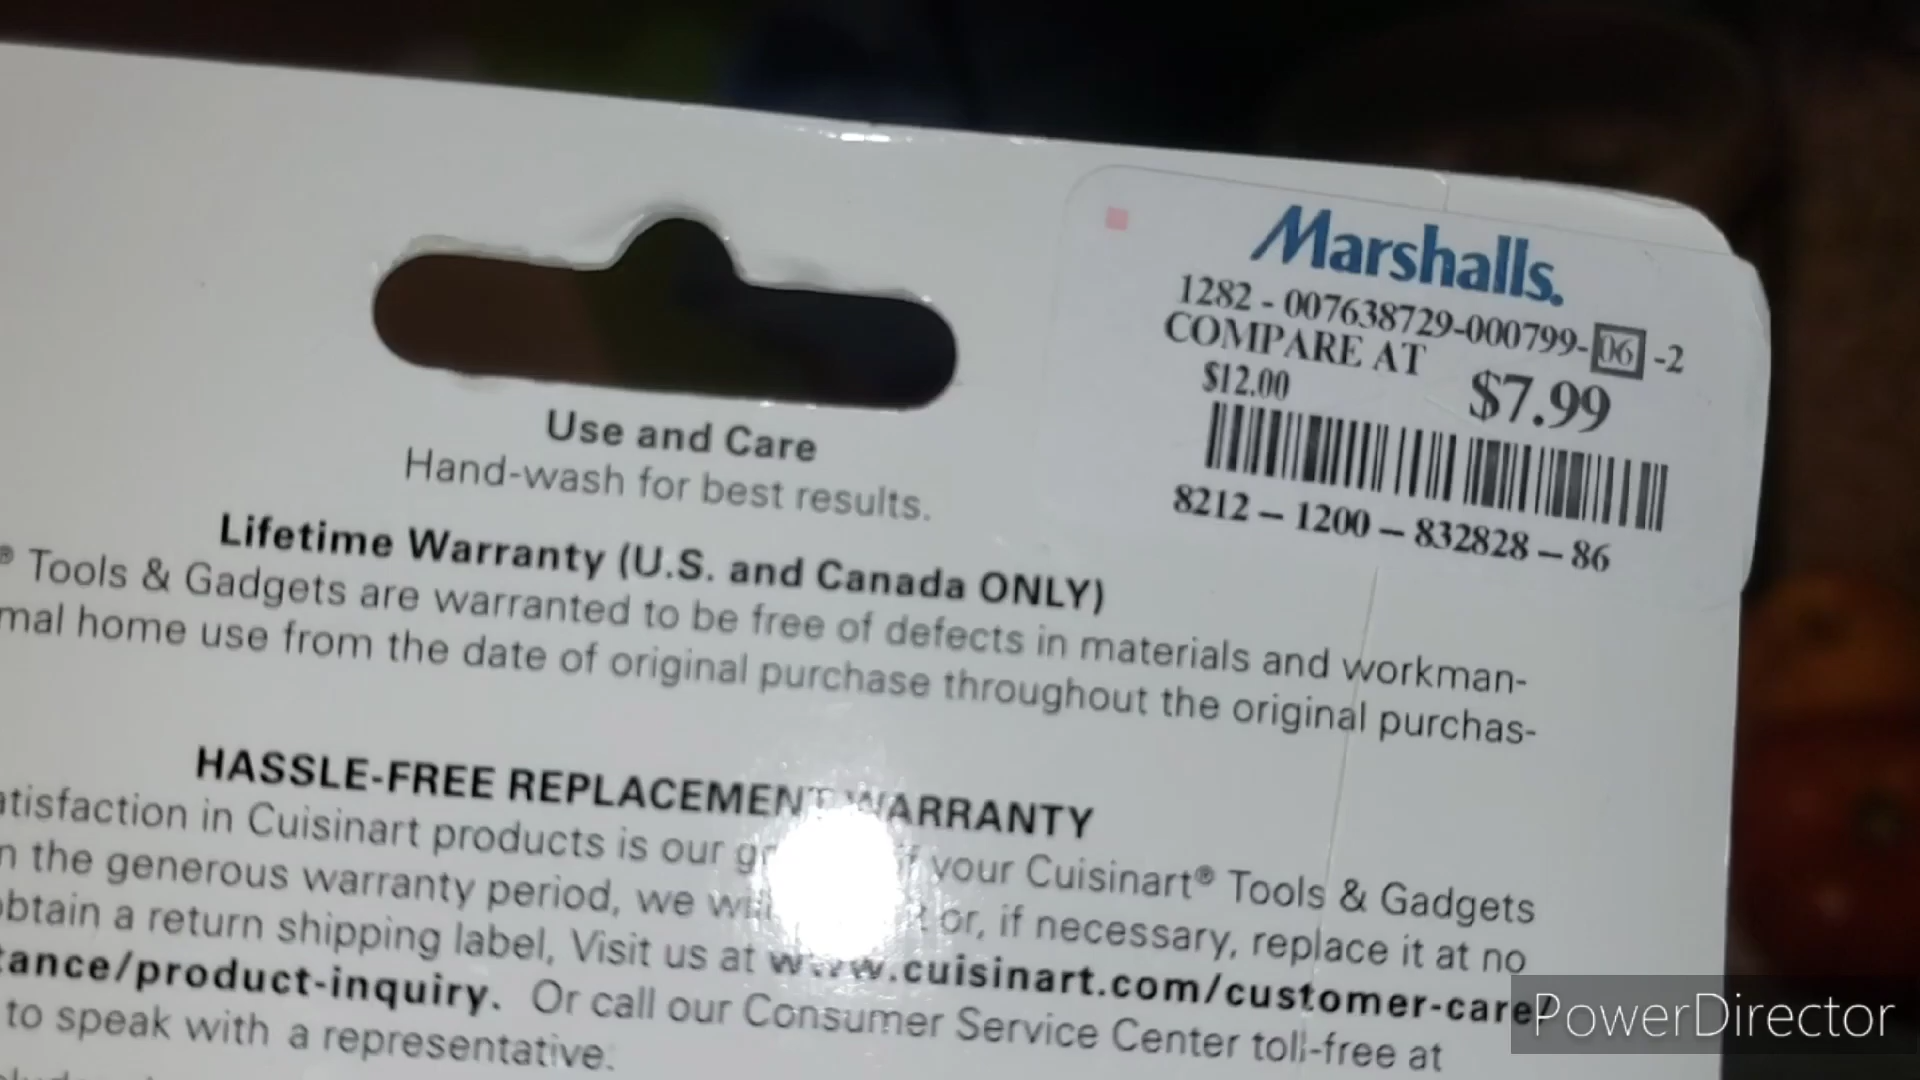 Marshalls.
1282 - 007638729-000799-06 -2
COMPARE AT
$12.00 $7.99
8212 – 1200 – 832828 – 86
Use and Care
Hand-wash for best results.
Lifetime Warranty (U.S. and Canada ONLY)
® Tools & Gadgets are warranted to be free of defects in materials and workman-
mal home use from the date of original purchase throughout the original purchas-
HASSLE-FREE REPLACEMENT WARRANTY
atisfaction in Cuisinart products is our your Cuisinart® Tools & Gadgets
n the generous warranty period, we or, if necessary, replace it at no
obtain a return shipping label, Visit us at www.cuisinart.com/customer-care/
tance/product-inquiry. Or call our Consumer Service Center toll-free at
to speak with a representative.
PowerDirector